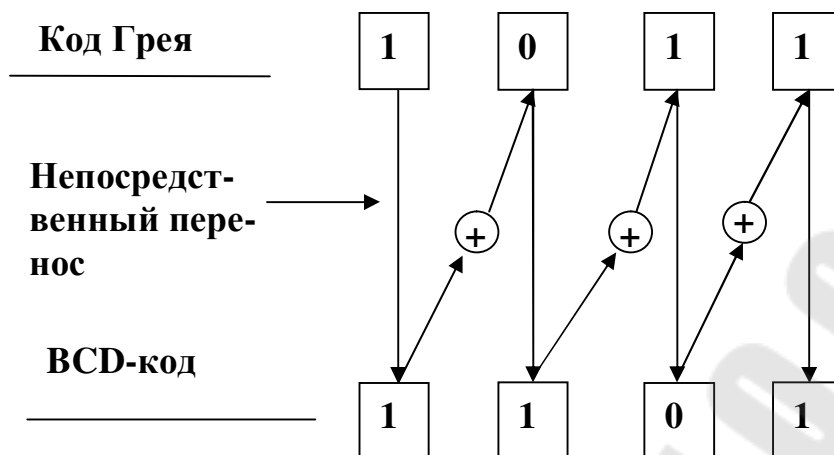 Код Грея
1 0 1 1
Непосредст-
венный пере-
нос
+ + +
BCD-код
1 1 0 1